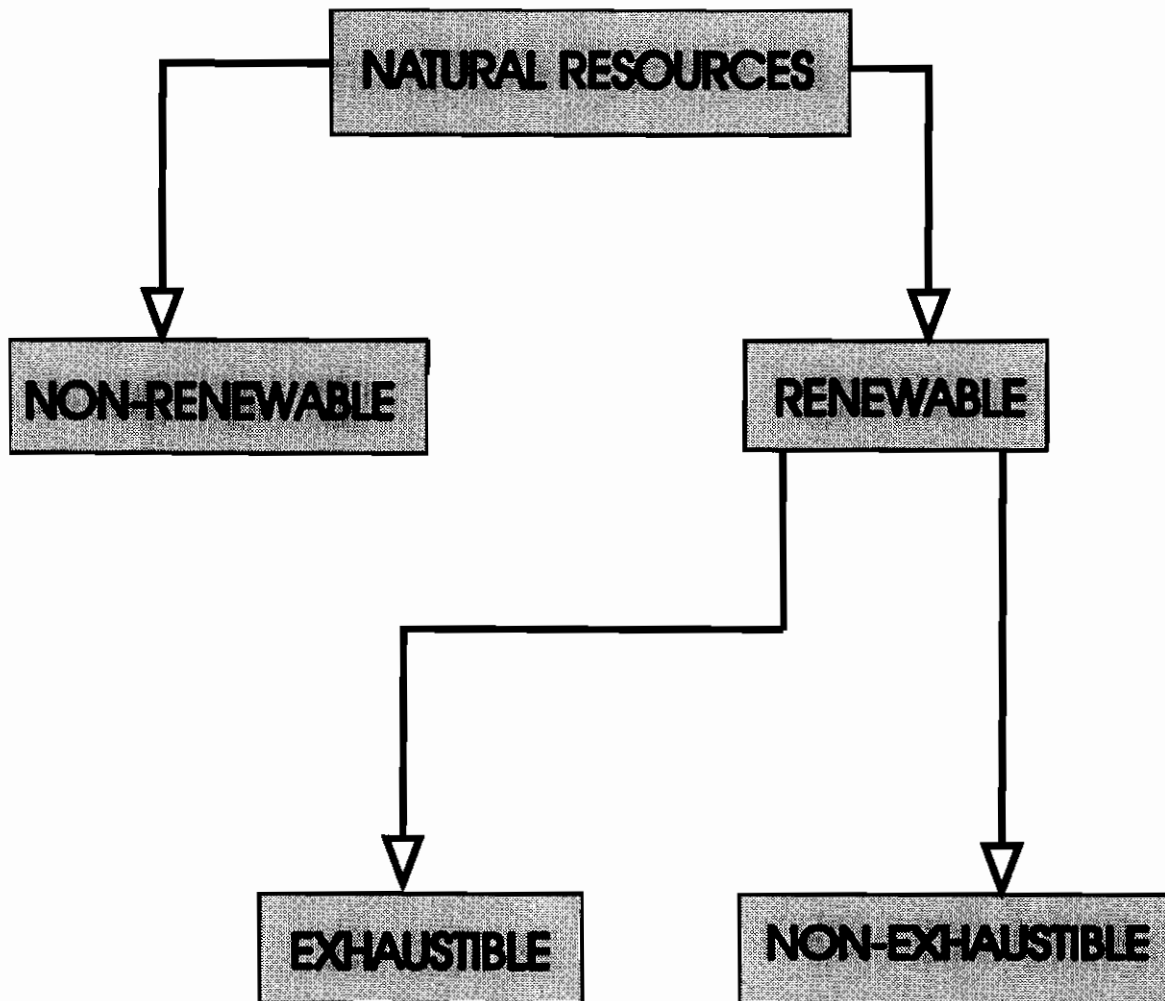 NATURAL RESOURCES
NON-RENEWABLE
RENEWABLE
EXHAUSTIBLE
NON-EXHAUSTIBLE